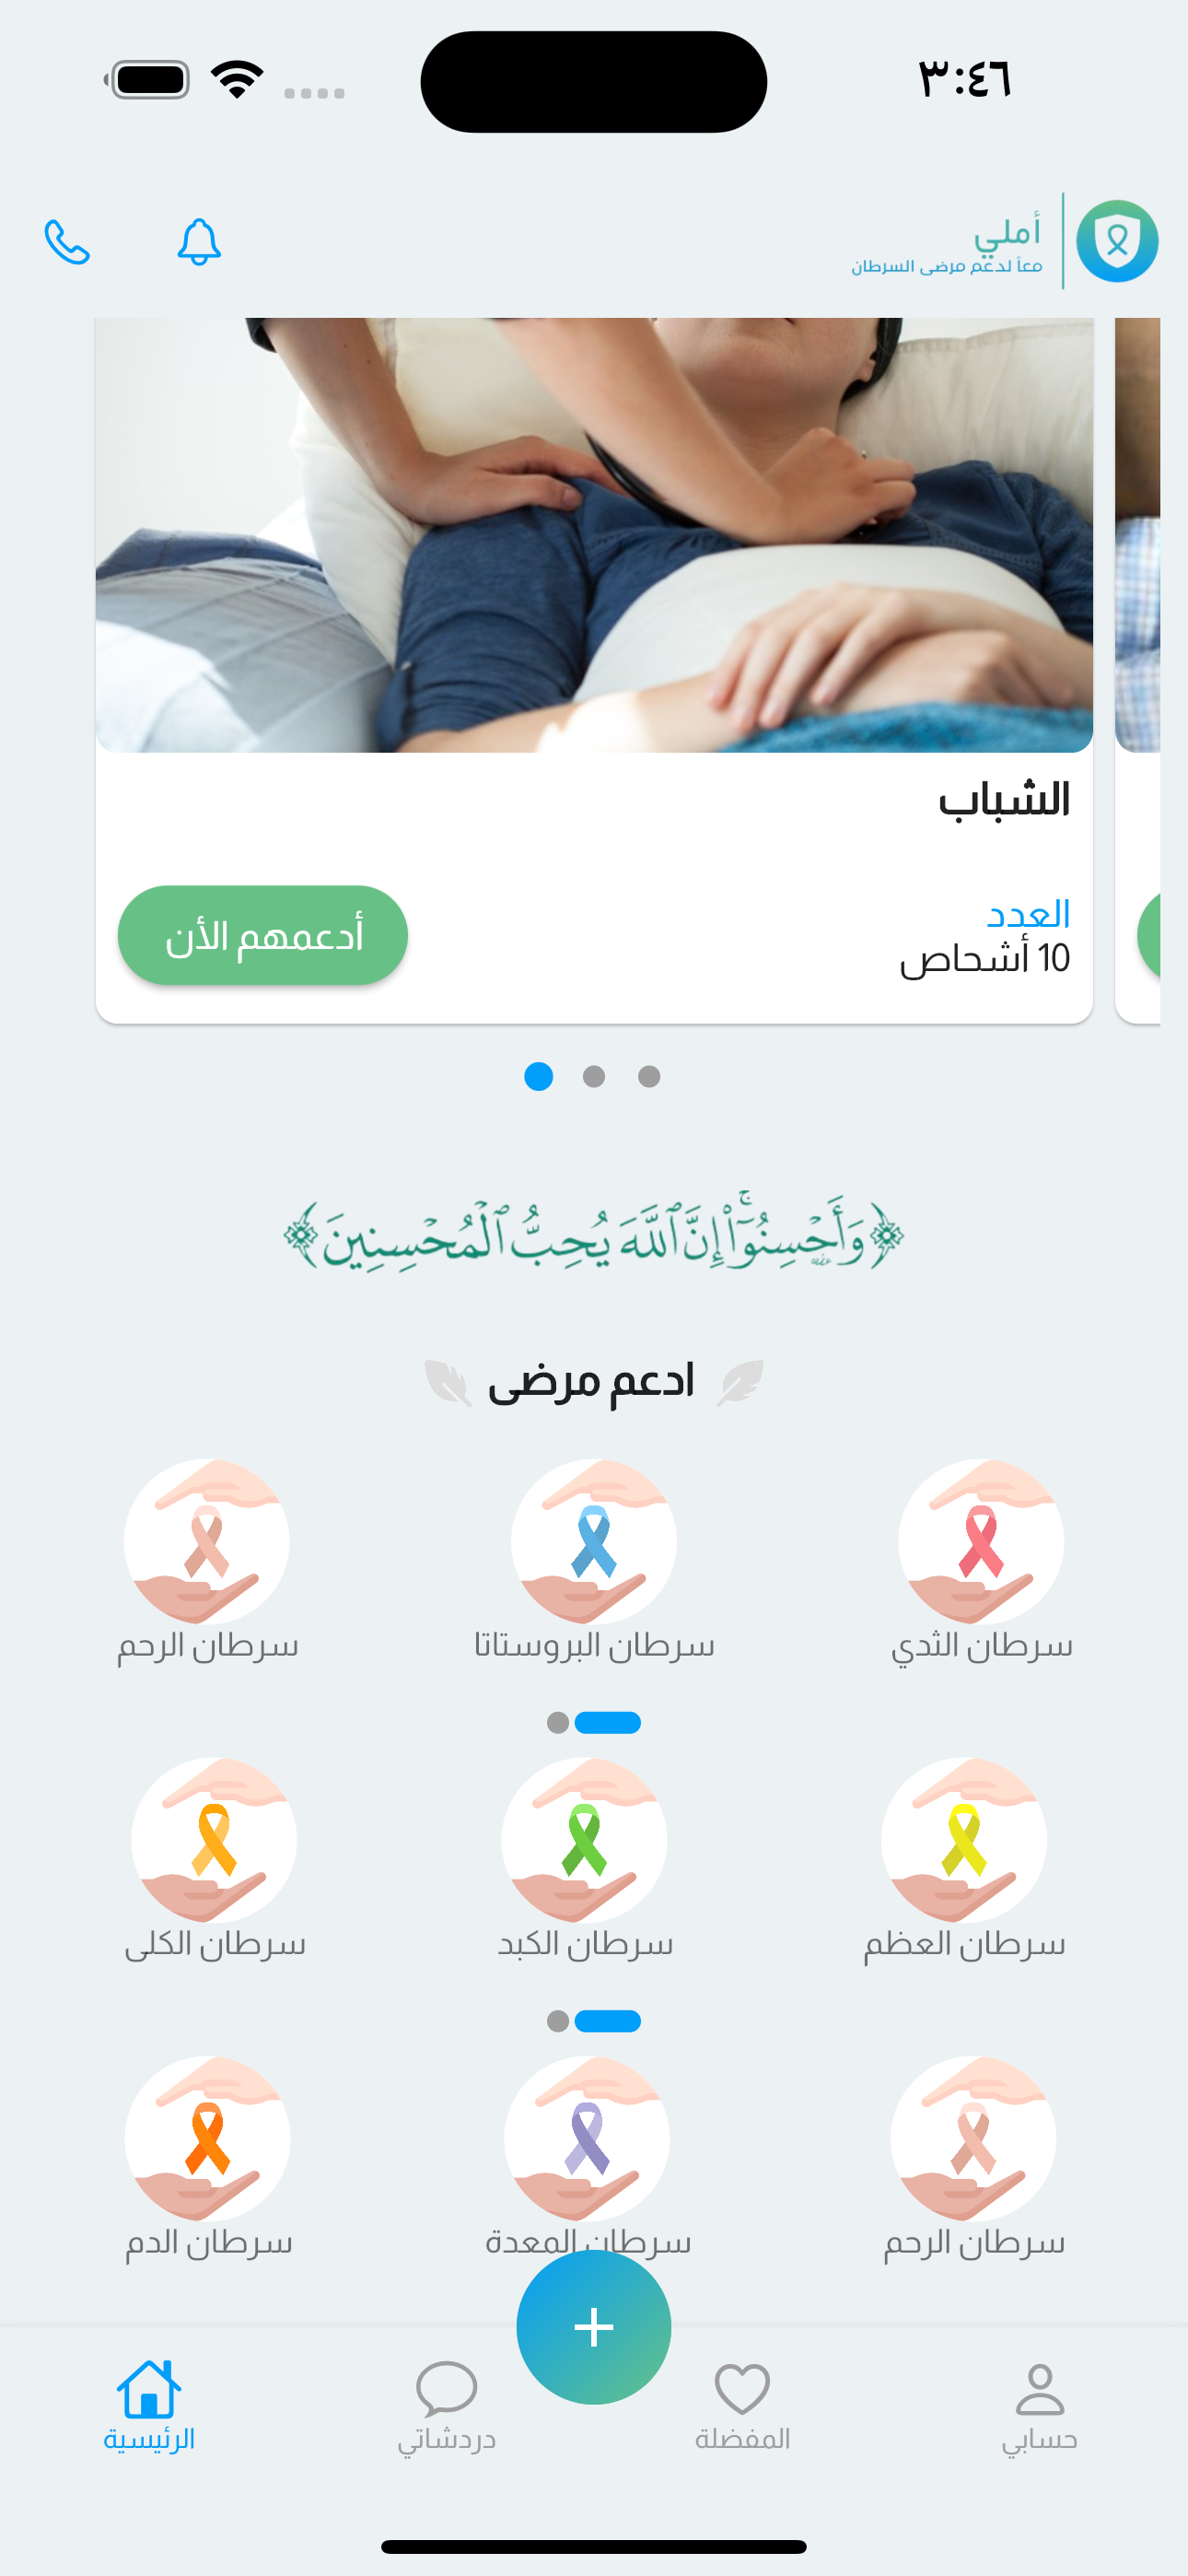 ٣:٤٦
أملي
معاً لدعم مرضى السرطان
الشباب
العدد
10 أشحاص
أدعمهم الأن
﴿وَأَحْسِنُوٓا۟ ۛ إِنَّ ٱللَّهَ يُحِبُّ ٱلْمُحْسِنِينَ﴾
ادعم مرضى
سرطان الثدي سرطان البروستاتا سرطان الرحم
سرطان العظم سرطان الكبد سرطان الكلى
سرطان الرحم سرطان المعدة سرطان الدم
حسابي المفضلة دردشاتي الرئيسية